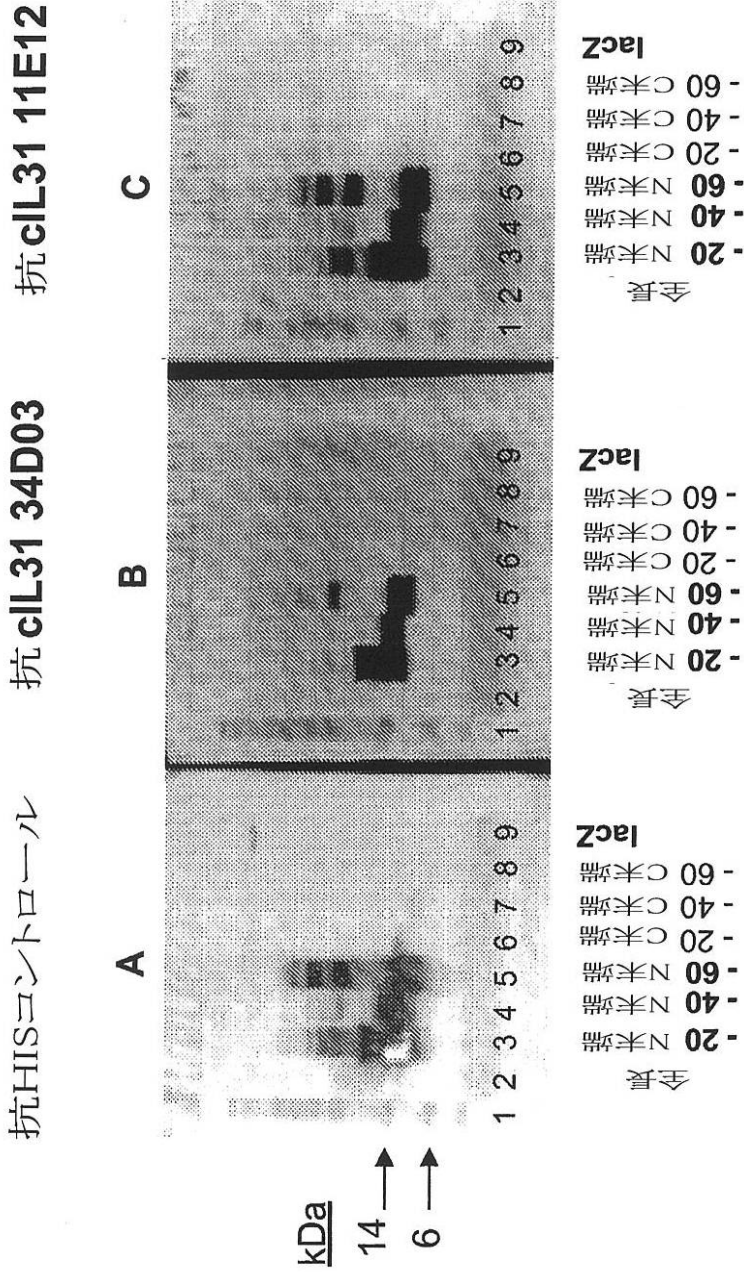 抗HISコントロール
抗cIL31 34D03
抗cIL31 11E12
A
B
C
kDa
14
6
1 2 3 4 5 6 7 8 9
1 2 3 4 5 6 7 8 9
1 2 3 4 5 6 7 8 9
全長
- 20 N末端
- 40 N末端
- 60 N末端
- 20 C末端
- 40 C末端
- 60 C末端
lacZ
全長
- 20 N末端
- 40 N末端
- 60 N末端
- 20 C末端
- 40 C末端
- 60 C末端
lacZ
全長
- 20 N末端
- 40 N末端
- 60 N末端
- 20 C末端
- 40 C末端
- 60 C末端
lacZ